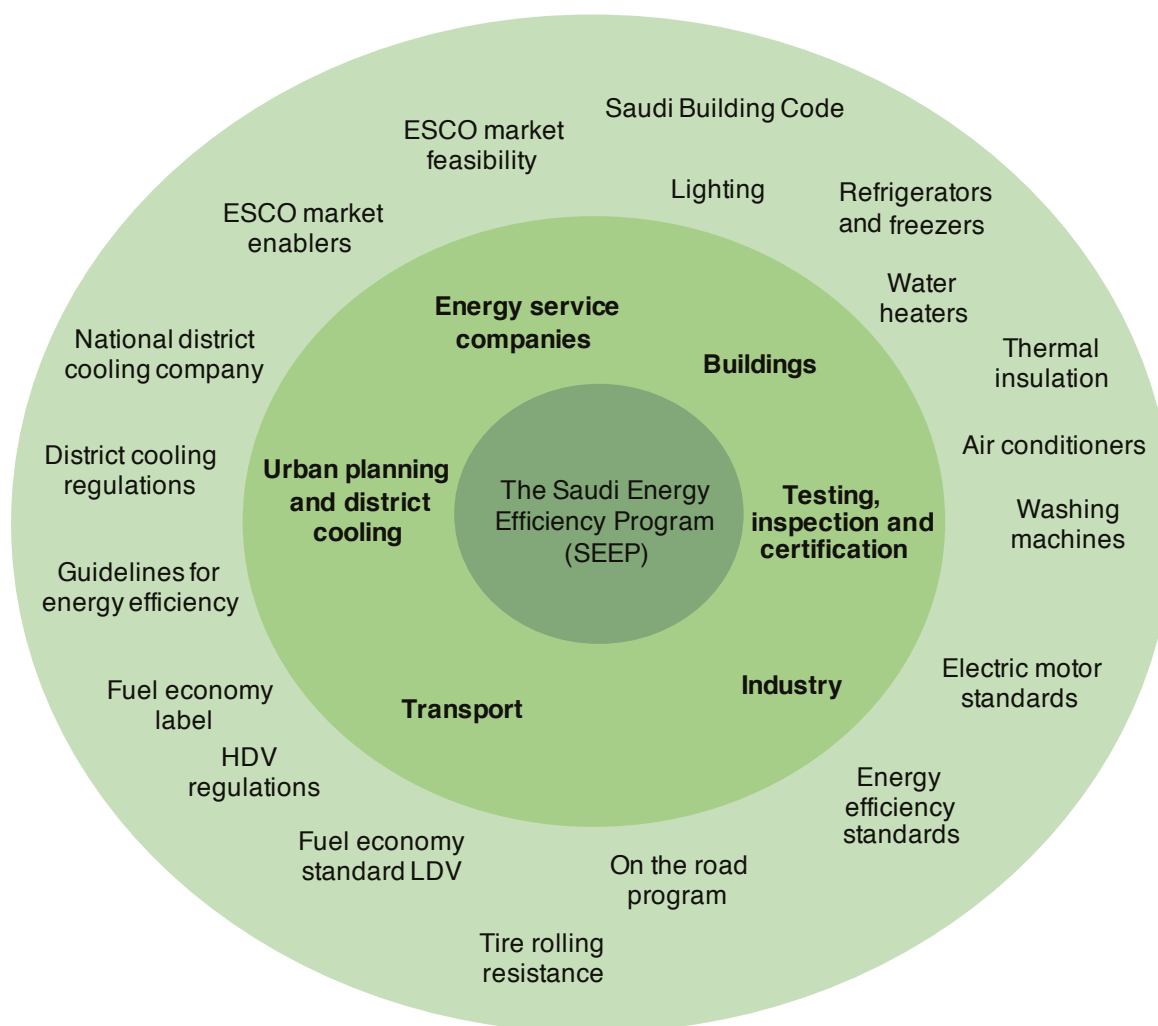 Saudi Building Code
ESCO market
feasibility
Lighting
Refrigerators
and freezers
ESCO market
enablers
Water
heaters
Energy service
companies
National district
cooling company
Buildings
Thermal
insulation
Air conditioners
District cooling
regulations
Urban planning
and district
cooling
The Saudi Energy
Efficiency Program
(SEEP)
Testing,
inspection and
certification
Washing
machines
Guidelines for
energy efficiency
Electric motor
standards
Industry
Transport
Fuel economy
label
HDV
regulations
Energy
efficiency
standards
Fuel economy
standard LDV
On the road
program
Tire rolling
resistance